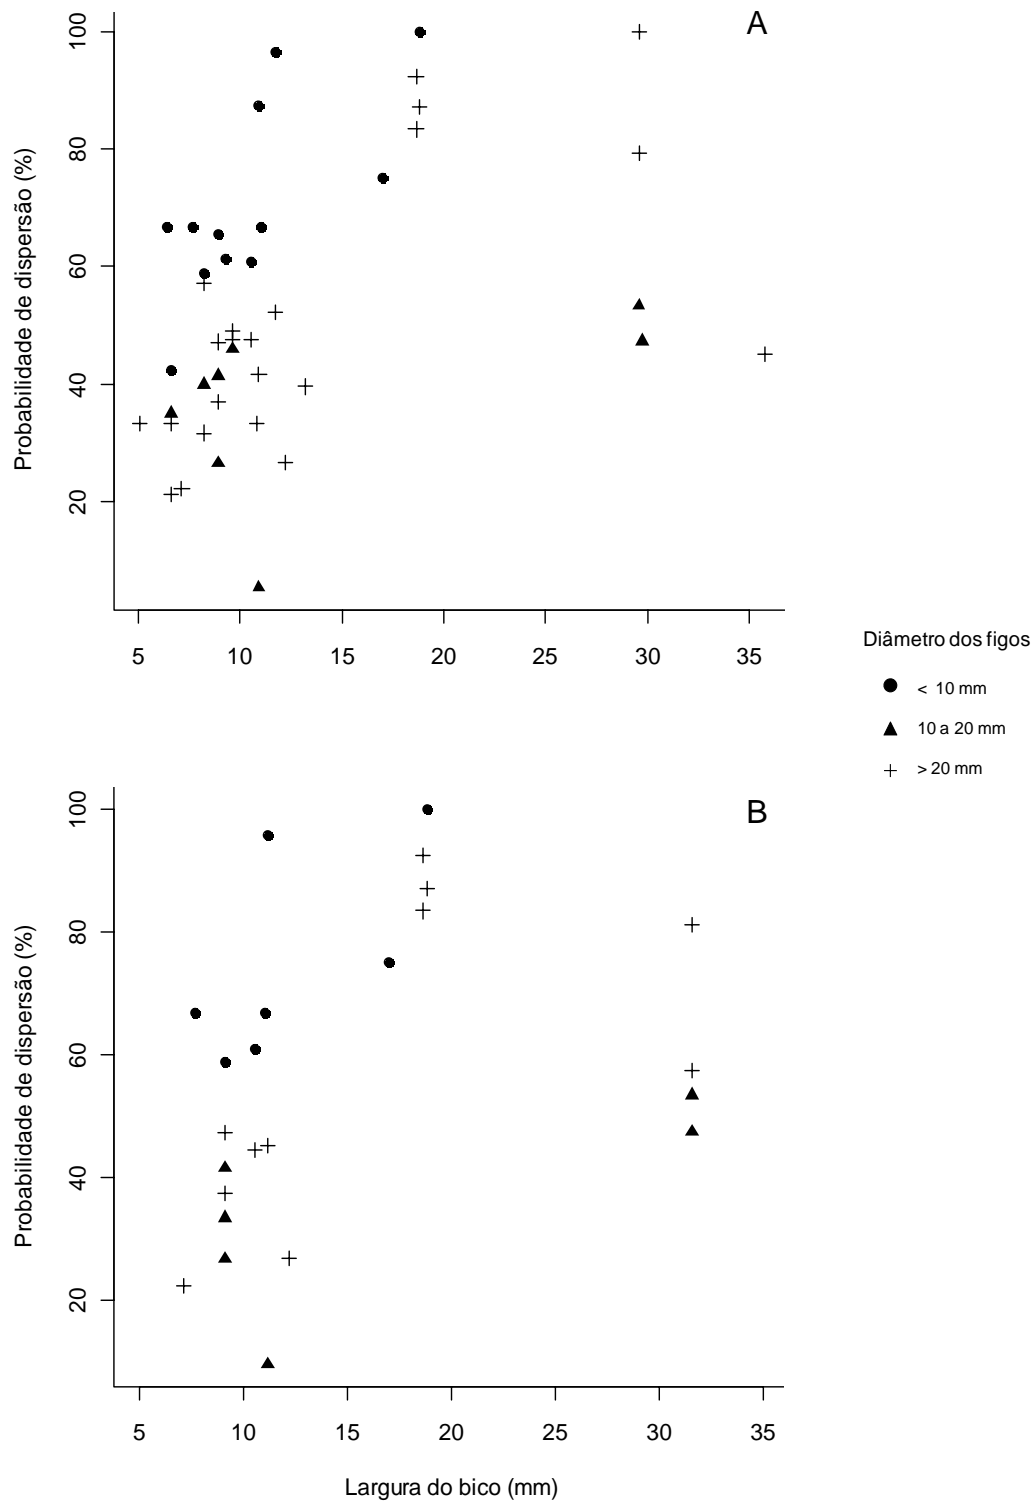 A
Probabilidade de dispersão (%)
100
80
60
40
20
5 10 15 20 25 30 35
Diâmetro dos figos
< 10 mm
10 a 20 mm
> 20 mm
B
Probabilidade de dispersão (%)
100
80
60
40
20
5 10 15 20 25 30 35
Largura do bico (mm)